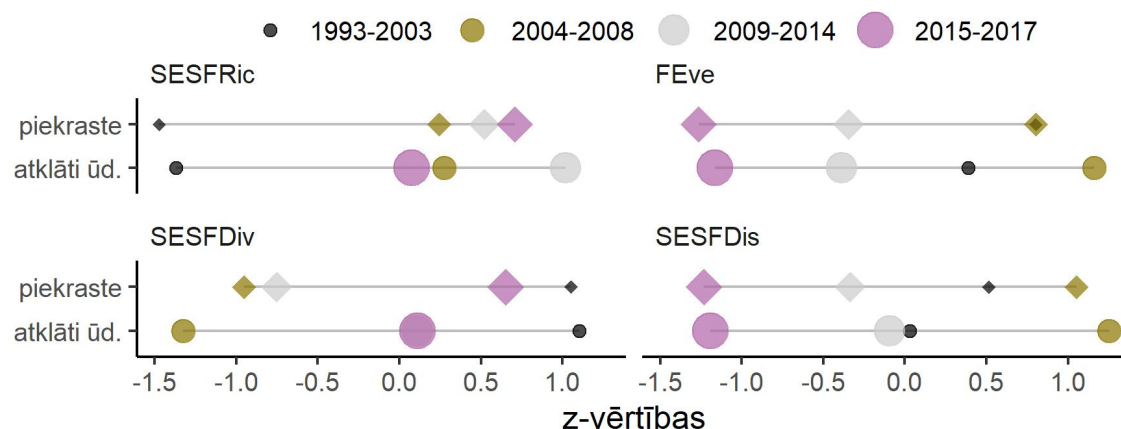 1993-2003 2004-2008 2009-2014 2015-2017
SESFRic FEve
piekraste
atklāti ūd.
SESFDiv SESFDis
piekraste
atklāti ūd.
-1.5 -1.0 -0.5 0.0 0.5 1.0 -1.5 -1.0 -0.5 0.0 0.5 1.0
z-vērtības